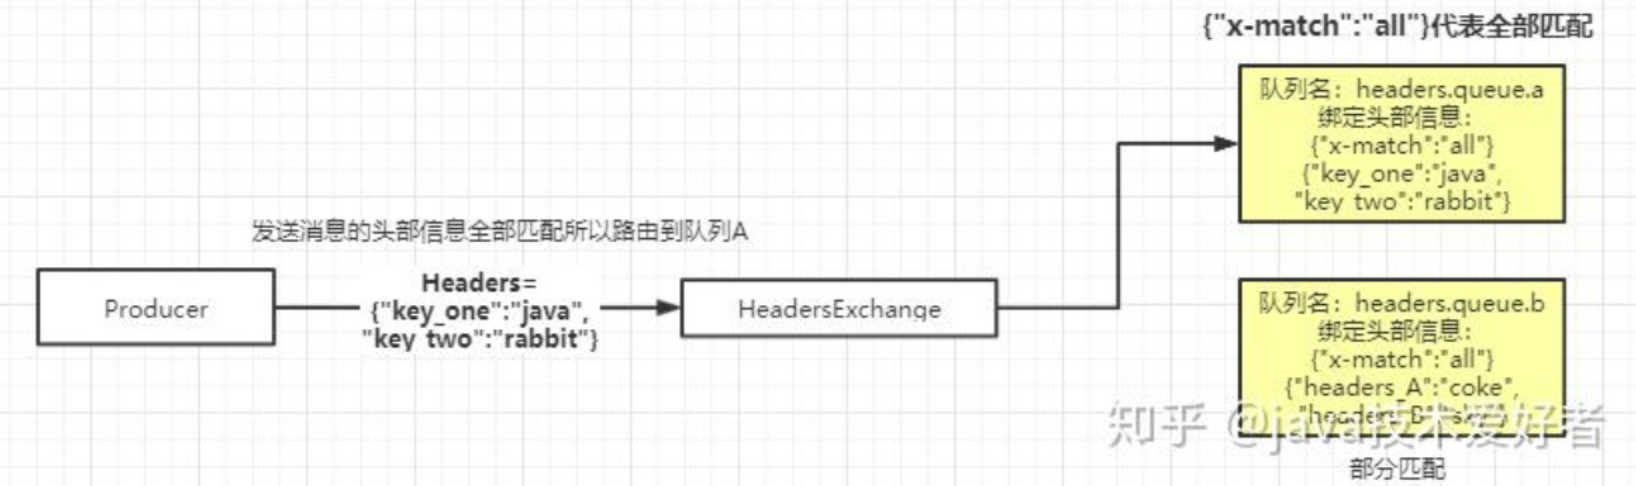 {"x-match":"all"}代表全部匹配
队列名：headers.queue.a
绑定头部信息：
{"x-match":"all"}
{"key_one":"java",
"key two":"rabbit"}
发送消息的头部信息全部匹配所以路由到队列A
Producer
Headers=
{"key_one":"java",
"key two":"rabbit"}
HeadersExchange
队列名：headers.queue.b
绑定头部信息：
{"x-match":"all"}
{"headers_A":"coke",
知乎 @java技术爱好者
部分匹配